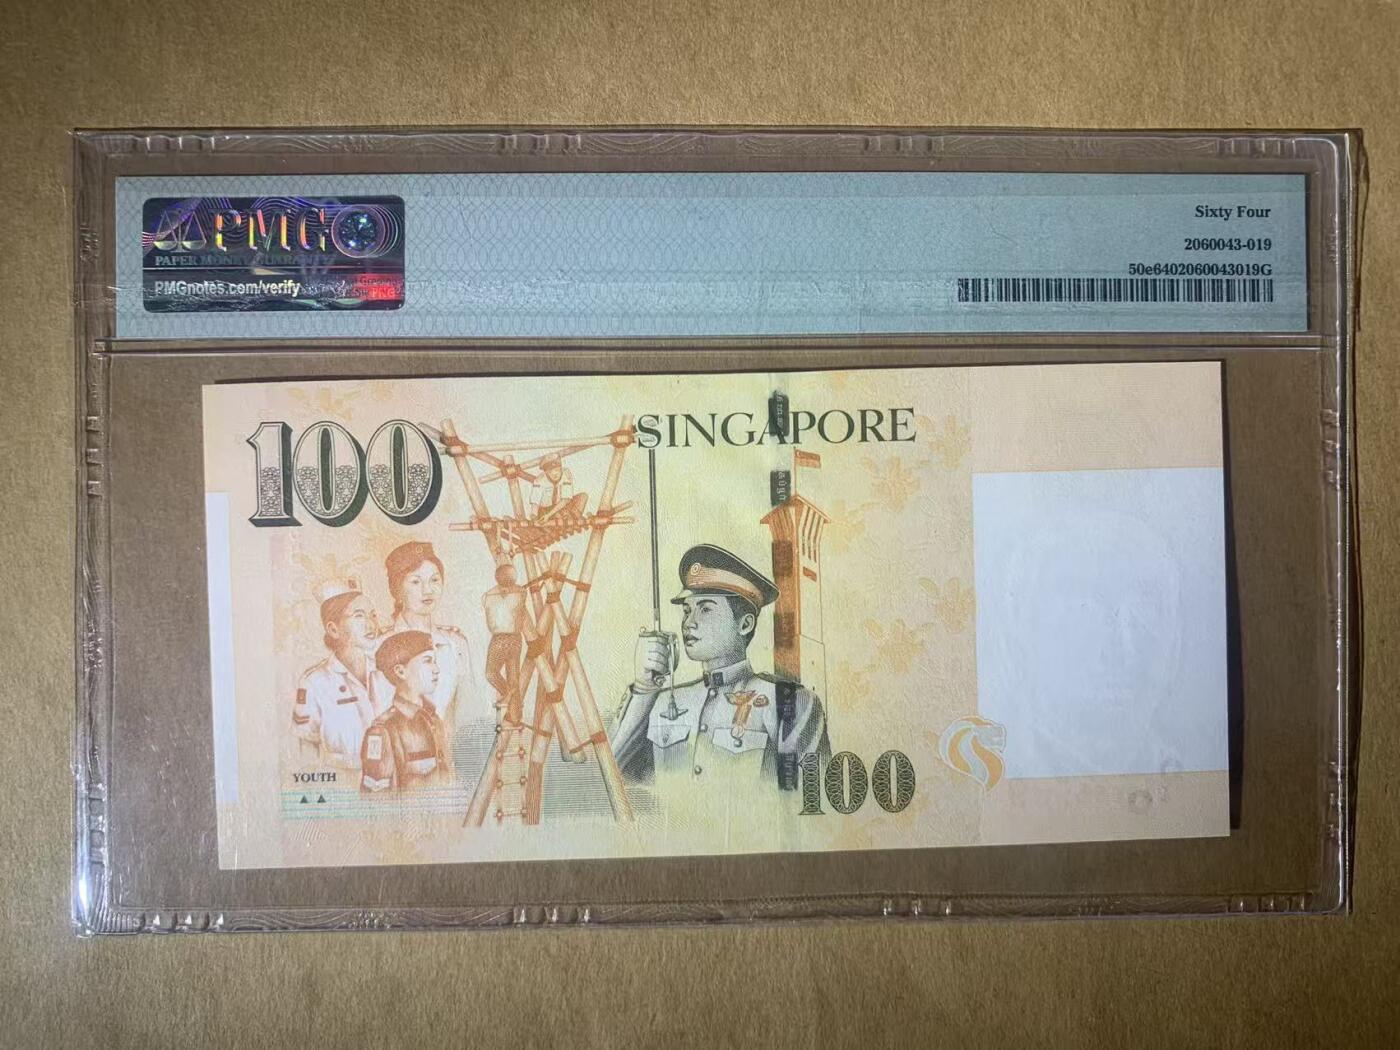 PMG
PAPER MONEY GUARANTY
PMGnotes.com/verify
Sixty Four
2060043-019
50e6402060043019G
100
SINGAPORE
YOUTH
100